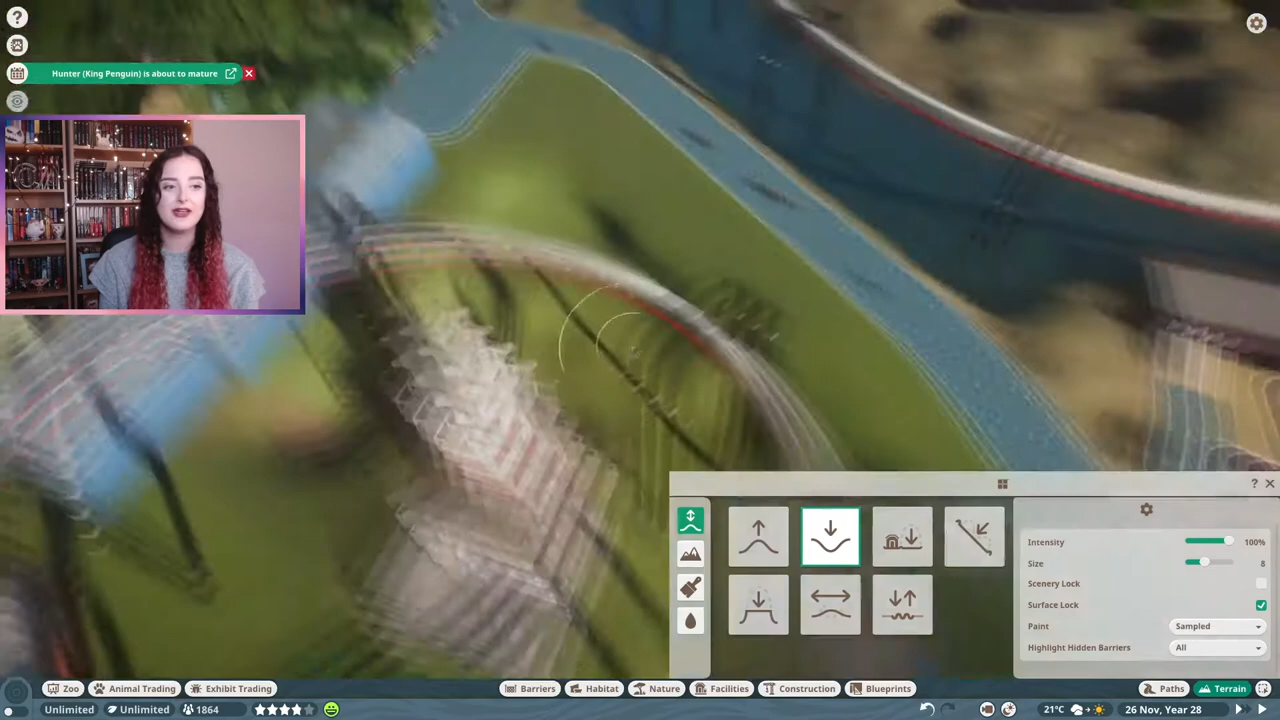 Hunter (King Penguin) is about to mature
Intensity 100%
Size 8
Scenery Lock
Surface Lock
Paint Sampled
Highlight Hidden Barriers All
Zoo Animal Trading Exhibit Trading Barriers Habitat Nature Facilities Construction Blueprints Paths Terrain
Unlimited Unlimited 1864 21°C 26 Nov, Year 28